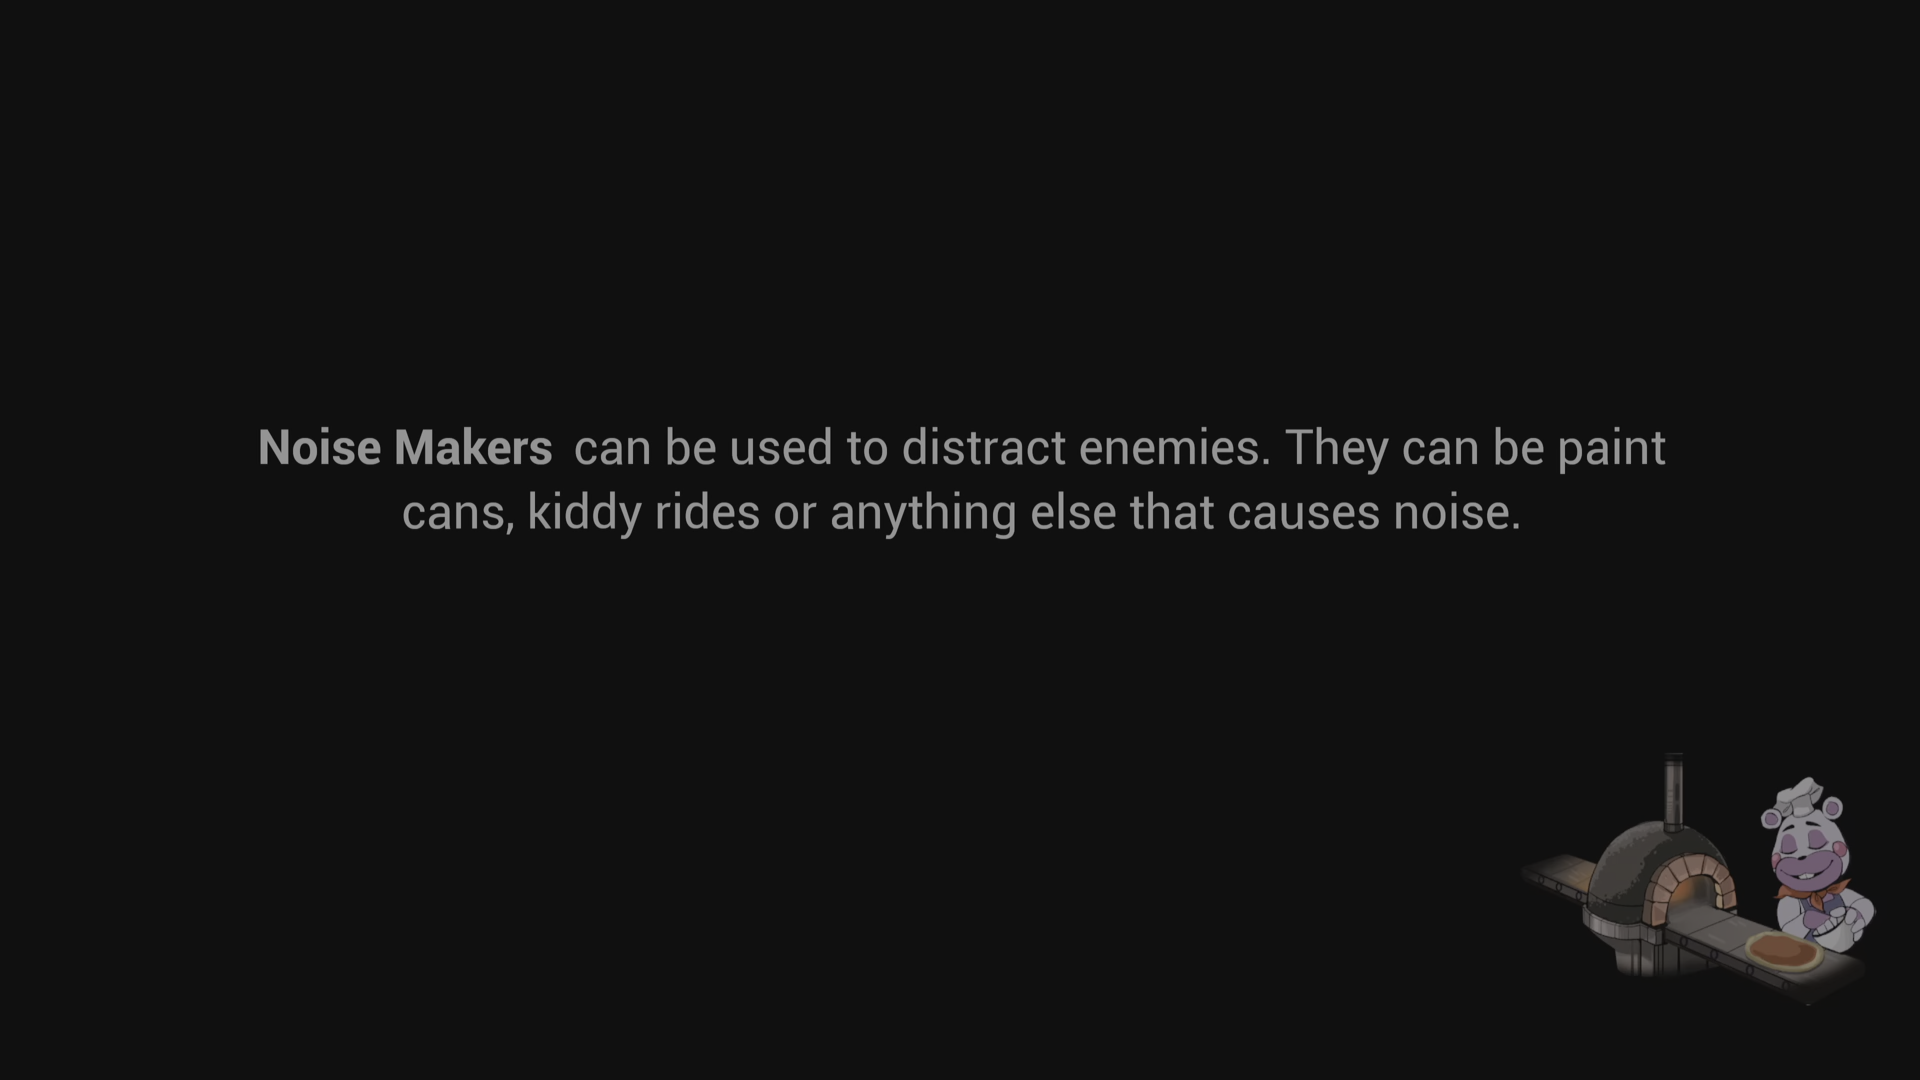 Noise Makers can be used to distract enemies. They can be paint
cans, kiddy rides or anything else that causes noise.